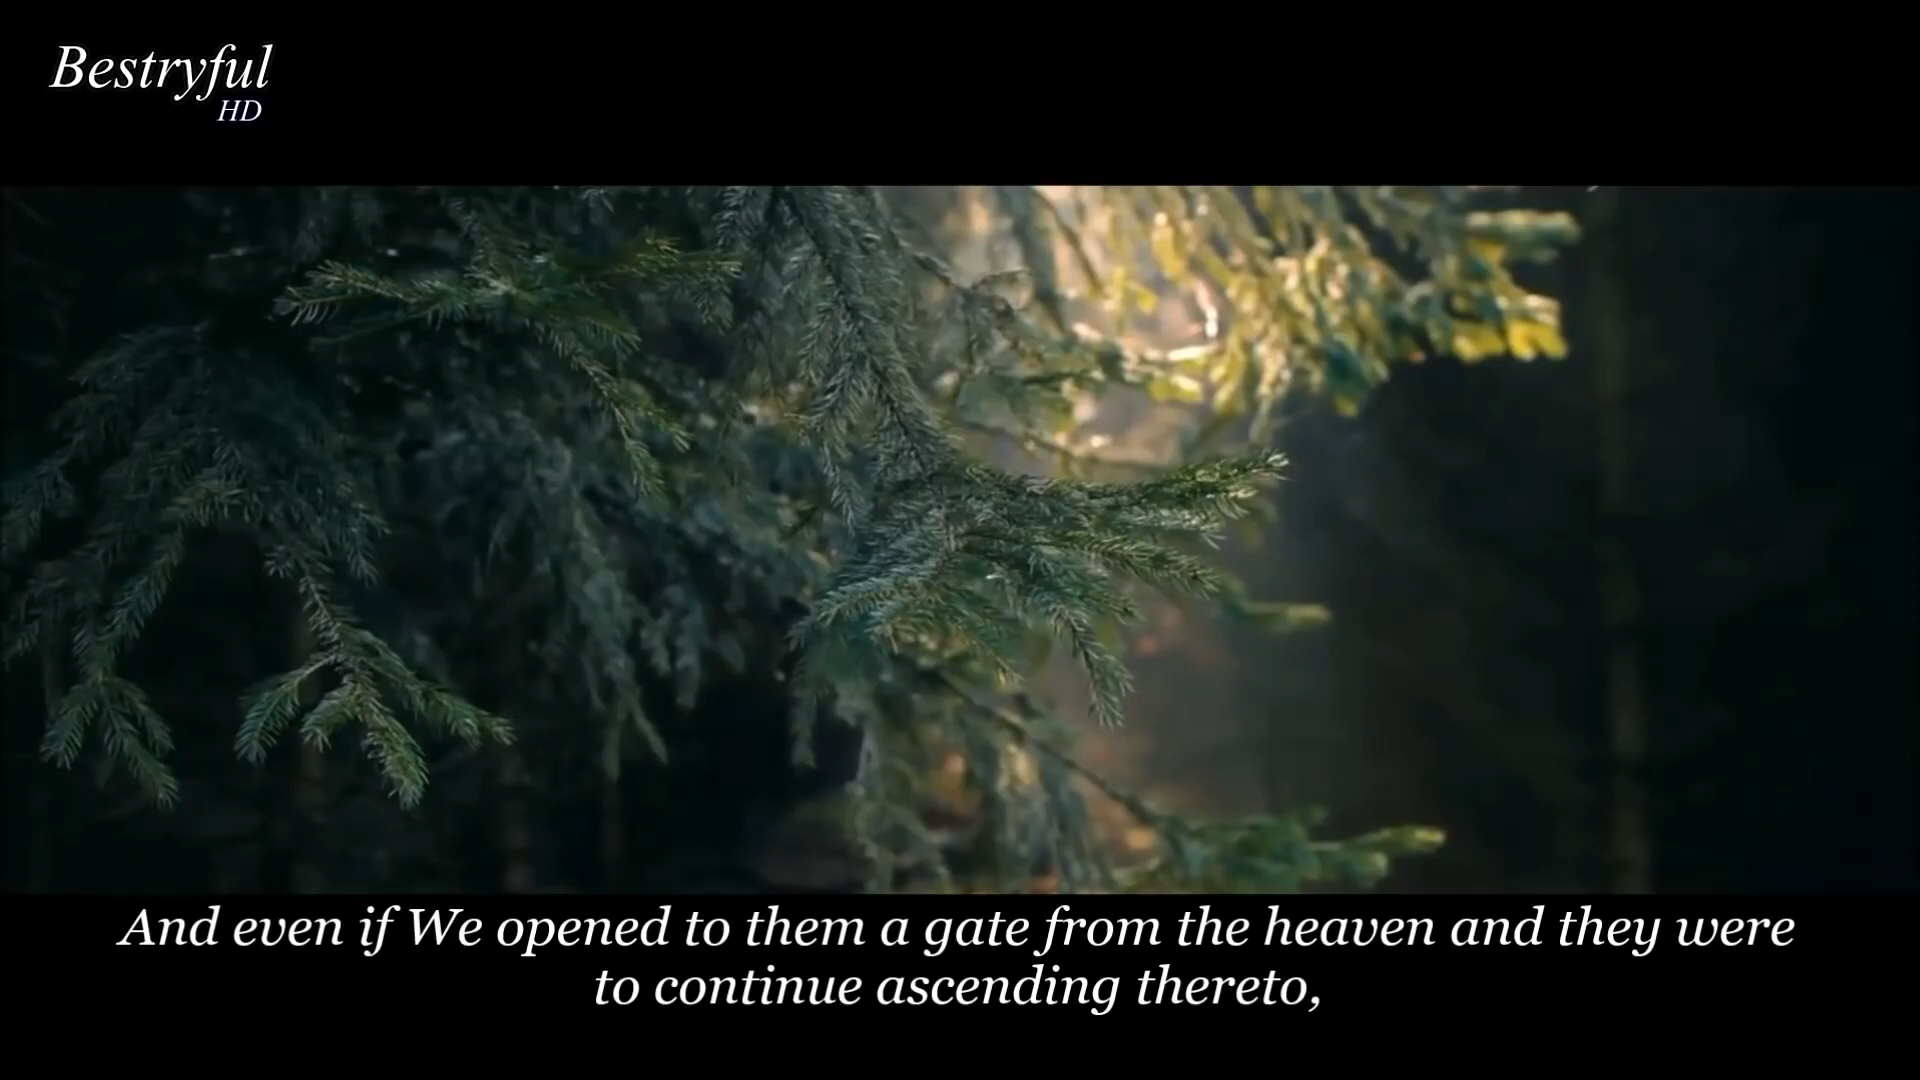 Bestryful
HD
And even if We opened to them a gate from the heaven and they were
to continue ascending thereto,